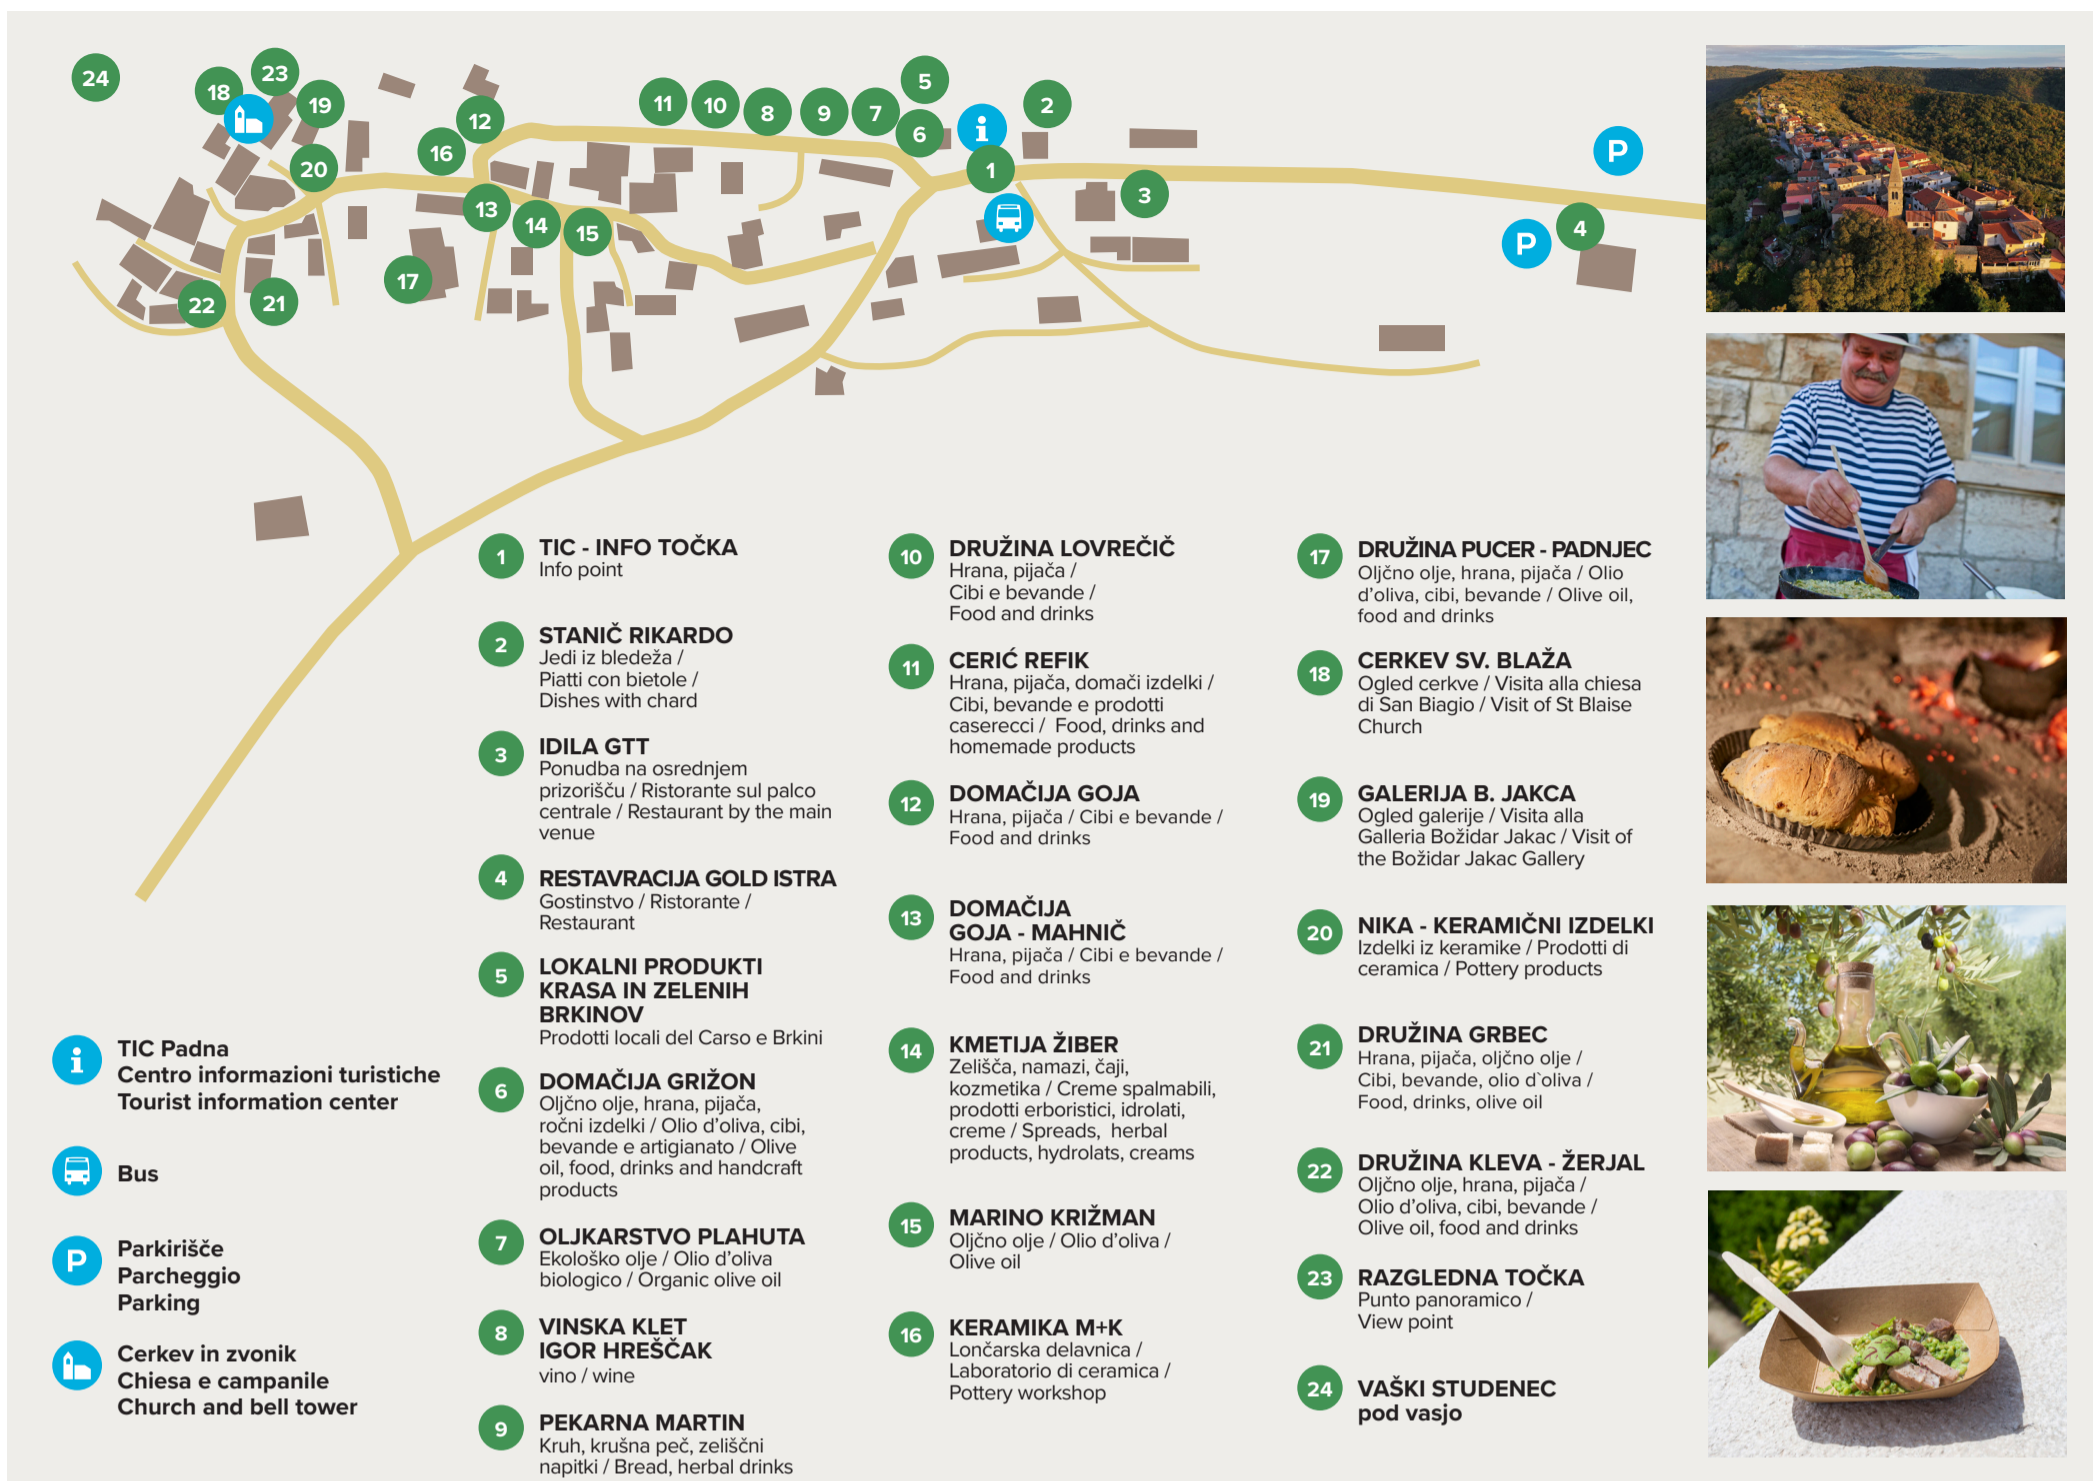 24
18
23
19
12
16
20
13
14
15
17
22
21
11
10
8
9
7
5
6
2
1
3
P
P
4
TIC Padna
Centro informazioni turistiche
Tourist information center
Bus
P
Parkirišče
Parcheggio
Parking
Cerkev in zvonik
Chiesa e campanile
Church and bell tower
1
TIC - INFO TOČKA
Info point
2
STANIČ RIKARDO
Jedi iz bledeža /
Piatti con bietole /
Dishes with chard
3
IDILA GTT
Ponudba na osrednjem
prizorišču / Ristorante sul palco
centrale / Restaurant by the main
venue
4
RESTAVRACIJA GOLD ISTRA
Gostinstvo / Ristorante /
Restaurant
5
LOKALNI PRODUKTI
KRASA IN ZELENIH
BRKINOV
Prodotti locali del Carso e Brkini
6
DOMAČIJA GRIŽON
Oljčno olje, hrana, pijača,
ročni izdelki / Olio d'oliva, cibi,
bevande e artigianato / Olive
oil, food, drinks and handcraft
products
7
OLJKARSTVO PLAHUTA
Ekološko olje / Olio d'oliva
biologico / Organic olive oil
8
VINSKA KLET
IGOR HREŠČAK
vino / wine
9
PEKARNA MARTIN
Kruh, krušna peč, zeliščni
napitki / Bread, herbal drinks
10
DRUŽINA LOVREČIČ
Hrana, pijača /
Cibi e bevande /
Food and drinks
11
CERIĆ REFIK
Hrana, pijača, domači izdelki /
Cibi, bevande e prodotti
caserecci / Food, drinks and
homemade products
12
DOMAČIJA GOJA
Hrana, pijača / Cibi e bevande /
Food and drinks
13
DOMAČIJA
GOJA - MAHNIČ
Hrana, pijača / Cibi e bevande /
Food and drinks
14
KMETIJA ŽIBER
Zelišča, namazi, čaji,
kozmetika / Creme spalmabili,
prodotti erboristici, idrolati,
creme / Spreads, herbal
products, hydrolats, creams
15
MARINO KRIŽMAN
Oljčno olje / Olio d'oliva /
Olive oil
16
KERAMIKA M+K
Lončarska delavnica /
Laboratorio di ceramica /
Pottery workshop
17
DRUŽINA PUCER - PADNJEC
Oljčno olje, hrana, pijača / Olio
d'oliva, cibi, bevande / Olive oil,
food and drinks
18
CERKEV SV. BLAŽA
Ogled cerkve / Visita alla chiesa
di San Biagio / Visit of St Blaise
Church
19
GALERIJA B. JAKCA
Ogled galerije / Visita alla
Galleria Božidar Jakac / Visit of
the Božidar Jakac Gallery
20
NIKA - KERAMIČNI IZDELKI
Izdelki iz keramike / Prodotti di
ceramica / Pottery products
21
DRUŽINA GRBEC
Hrana, pijača, oljčno olje /
Cibi, bevande, olio d`oliva /
Food, drinks, olive oil
22
DRUŽINA KLEVA - ŽERJAL
Oljčno olje, hrana, pijača /
Olio d'oliva, cibi, bevande /
Olive oil, food and drinks
23
RAZGLEDNA TOČKA
Punto panoramico /
View point
24
VAŠKI STUDENEC
pod vasjo